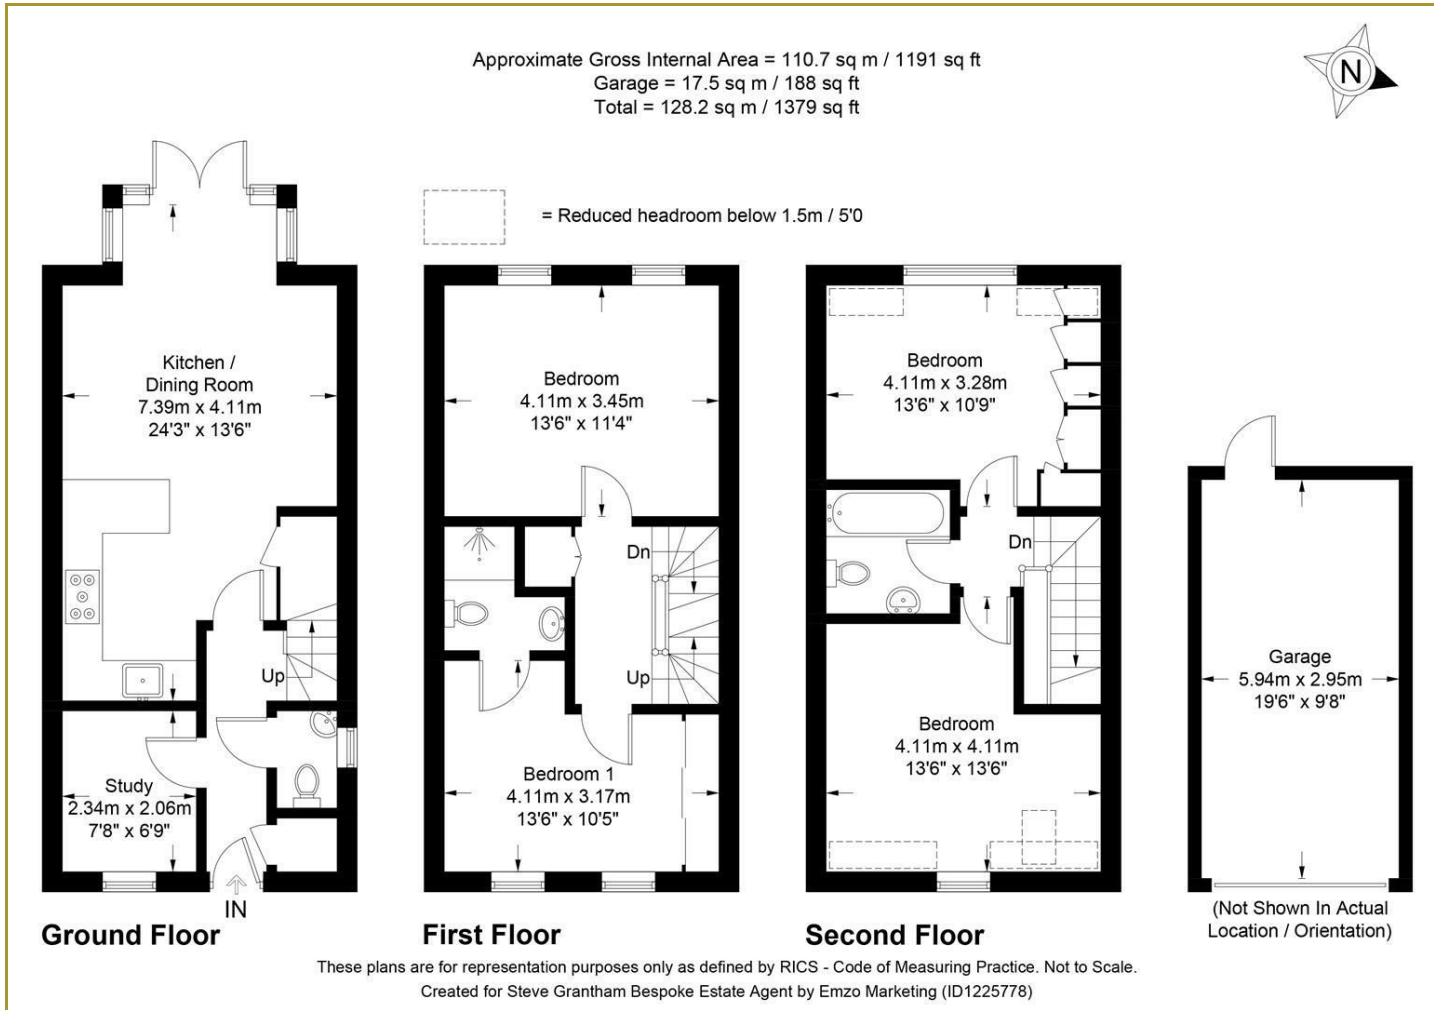 Approximate Gross Internal Area = 110.7 sq m / 1191 sq ft
Garage = 17.5 sq m / 188 sq ft
Total = 128.2 sq m / 1379 sq ft
N
= Reduced headroom below 1.5m / 5'0
Kitchen /
Dining Room
7.39m x 4.11m
24'3" x 13'6"
Up
Study
2.34m x 2.06m
7'8" x 6'9"
IN
Ground Floor
Bedroom
4.11m x 3.45m
13'6" x 11'4"
Dn
Up
Bedroom 1
4.11m x 3.17m
13'6" x 10'5"
First Floor
Bedroom
4.11m x 3.28m
13'6" x 10'9"
Dn
Bedroom
4.11m x 4.11m
13'6" x 13'6"
Second Floor
Garage
5.94m x 2.95m
19'6" x 9'8"
(Not Shown In Actual
Location / Orientation)
These plans are for representation purposes only as defined by RICS - Code of Measuring Practice. Not to Scale.
Created for Steve Grantham Bespoke Estate Agent by Emzo Marketing (ID1225778)